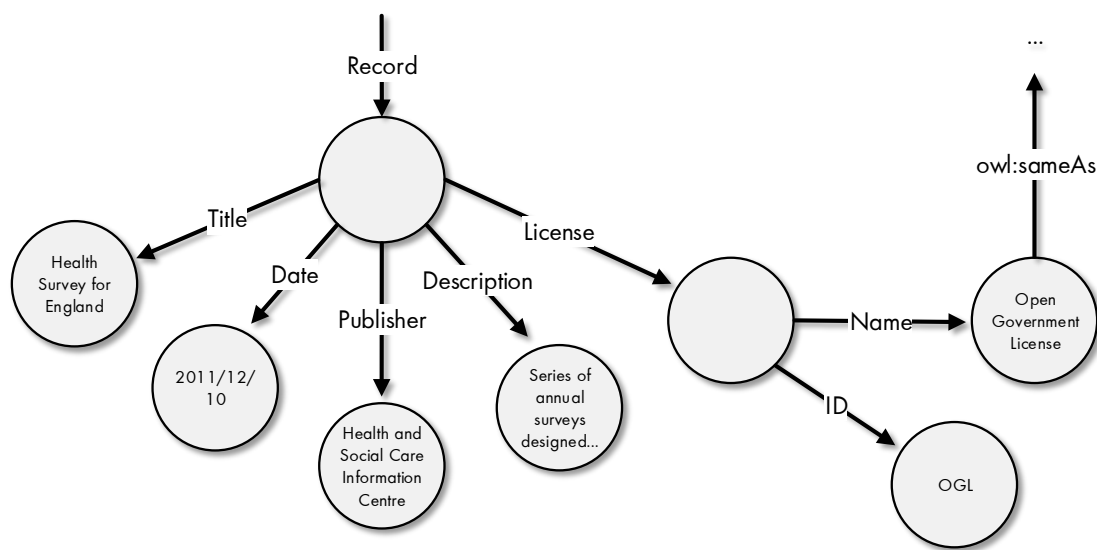 ...
Record
owl:sameAs
Title
License
Health
Survey for
England
Date
Description
Publisher
Name
Open
Government
License
2011/12/
10
Series of
annual
surveys
designed...
ID
Health and
Social Care
Information
Centre
OGL